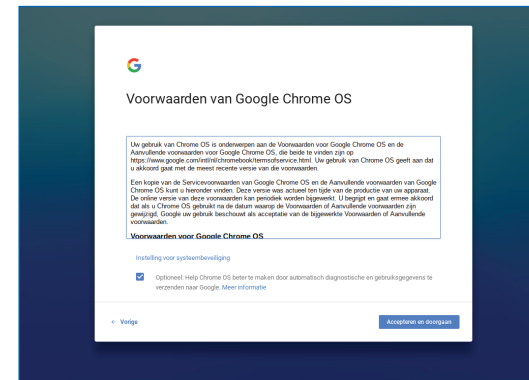 Voorwaarden van Google Chrome OS
Uw gebruik van Chrome OS is onderworpen aan de Voorwaarden voor Google Chrome OS en de
Aanvullende voorwaarden voor Google Chrome OS, die beide te vinden zijn op
https://www.google.com/intl/nl/chromebook/termsofservice.html. Uw gebruik van Chrome OS geeft aan dat
u akkoord gaat met de meest recente versie van die voorwaarden.
Een kopie van de Servicevoorwaarden van Google Chrome OS en de Aanvullende voorwaarden van Google
Chrome OS kunt u hieronder vinden. Deze versie was actueel ten tijde van de productie van uw apparaat.
De online versie van deze voorwaarden kan periodiek worden bijgewerkt. U begrijpt en gaat ermee akkoord
dat als u Chrome OS gebruikt na de datum waarop de Voorwaarden of Aanvullende voorwaarden zijn
gewijzigd, Google uw gebruik beschouwt als acceptatie van de bijgewerkte Voorwaarden of Aanvullende
voorwaarden.
Voorwaarden voor Google Chrome OS
Instelling voor systeembeveiliging
Optioneel: Help Chrome OS beter te maken door automatisch diagnostische en gebruiksgegevens te
verzenden naar Google. Meer informatie
Vorige
Accepteren en doorgaan